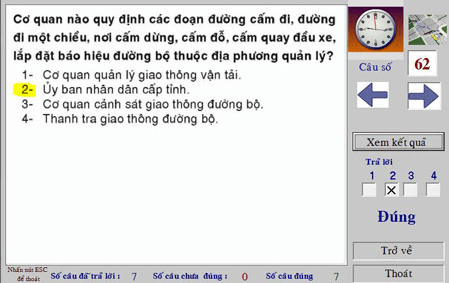 Cơ quan nào quy định các đoạn đường cấm đi, đường
đi một chiều, nơi cấm dừng, cấm đỗ, cấm quay đầu xe,
lắp đặt báo hiệu đường bộ thuộc địa phương quản lý?
1- Cơ quan quản lý giao thông vận tải.
2- Ủy ban nhân dân cấp tỉnh.
3- Cơ quan cảnh sát giao thông đường bộ.
4- Thanh tra giao thông đường bộ.
Câu số 62
Xem kết quả
Trả lời
1 2 3 4
Đúng
Trở về
Thoát
Nhấn nút ESC
để thoát
Số câu đã trả lời : 7 Số câu chưa đúng : 0 Số câu đúng 7